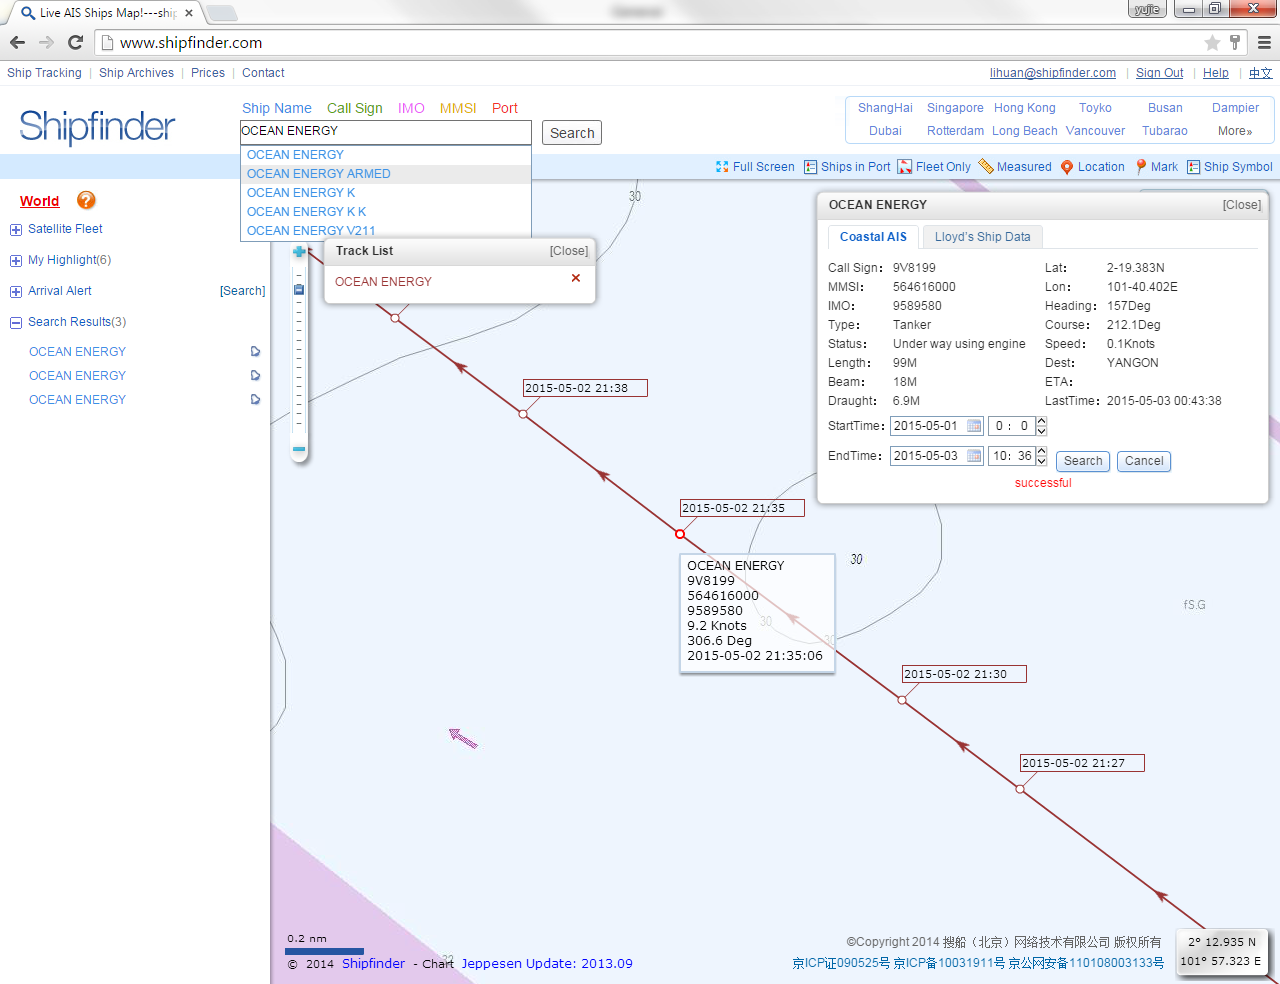 Live AIS Ships Map!---ship
yujie
www.shipfinder.com
Ship Tracking | Ship Archives | Prices | Contact
lihuan@shipfinder.com | Sign Out | Help | 中文
Shipfinder
Ship Name Call Sign IMO MMSI Port
OCEAN ENERGY
Search
OCEAN ENERGY
OCEAN ENERGY ARMED
OCEAN ENERGY K
OCEAN ENERGY K K
OCEAN ENERGY V211
ShangHai Singapore Hong Kong Toyko Busan Dampier
Dubai Rotterdam Long Beach Vancouver Tubarao More»
Full Screen Ships in Port Fleet Only Measured Location Mark Ship Symbol
World
Satellite Fleet
My Highlight(6)
Arrival Alert [Search]
Search Results(3)
OCEAN ENERGY
OCEAN ENERGY
OCEAN ENERGY
Track List [Close]
OCEAN ENERGY
30
OCEAN ENERGY [Close]
Coastal AIS Lloyd's Ship Data
Call Sign: 9V8199 Lat: 2-19.383N
MMSI: 564616000 Lon: 101-40.402E
IMO: 9589580 Heading: 157Deg
Type: Tanker Course: 212.1Deg
Status: Under way using engine Speed: 0.1Knots
Length: 99M Dest: YANGON
Beam: 18M ETA:
Draught: 6.9M LastTime: 2015-05-03 00:43:38
StartTime: 2015-05-01 0 : 0
EndTime: 2015-05-03 10: 36 Search Cancel
successful
2015-05-02 21:38
2015-05-02 21:35
30
OCEAN ENERGY
9V8199
564616000
9589580
9.2 Knots
306.6 Deg
2015-05-02 21:35:06
30
30
fS.G
2015-05-02 21:30
2015-05-02 21:27
0.2 nm
32
© 2014 Shipfinder - Chart Jeppesen Update: 2013.09
©Copyright 2014 搜船（北京）网络技术有限公司 版权所有
京ICP证090525号 京ICP备10031911号 京公网安备110108003133号
2° 12.935 N
101° 57.323 E